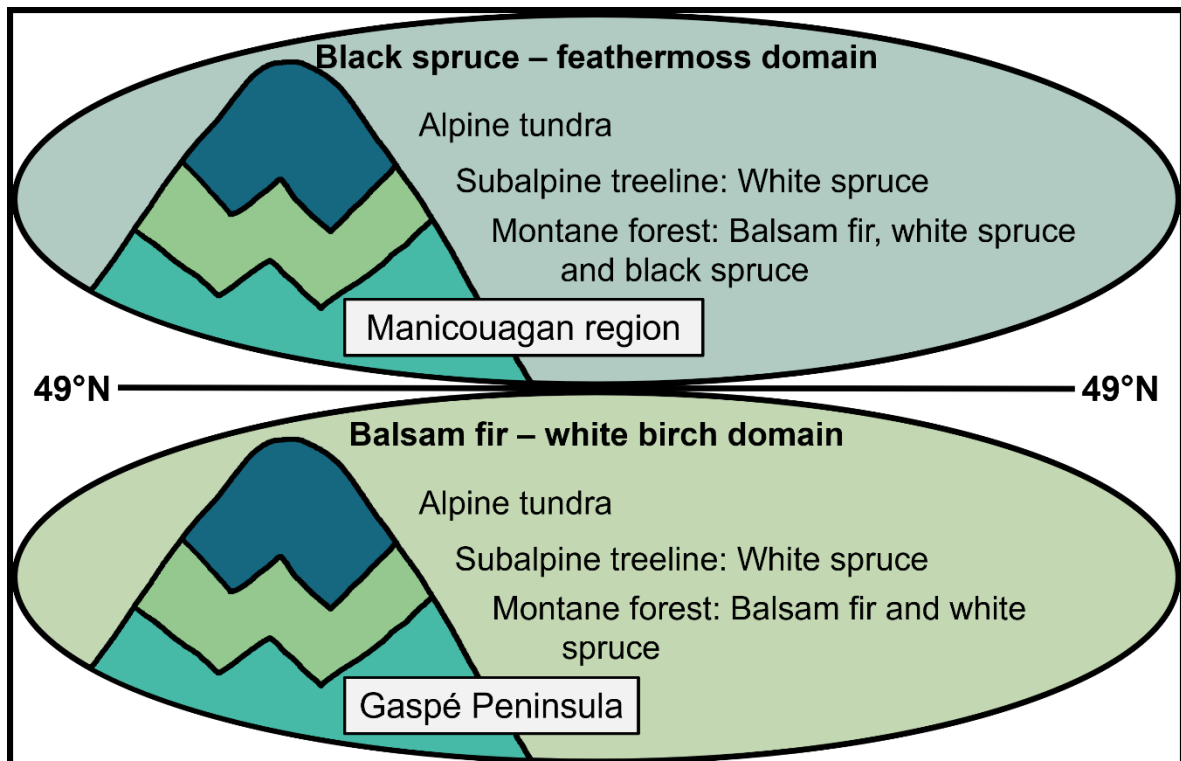 Black spruce – feathermoss domain
Alpine tundra
Subalpine treeline: White spruce
Montane forest: Balsam fir, white spruce
and black spruce
Manicouagan region
49°N
49°N
Balsam fir – white birch domain
Alpine tundra
Subalpine treeline: White spruce
Montane forest: Balsam fir and white
spruce
Gaspé Peninsula